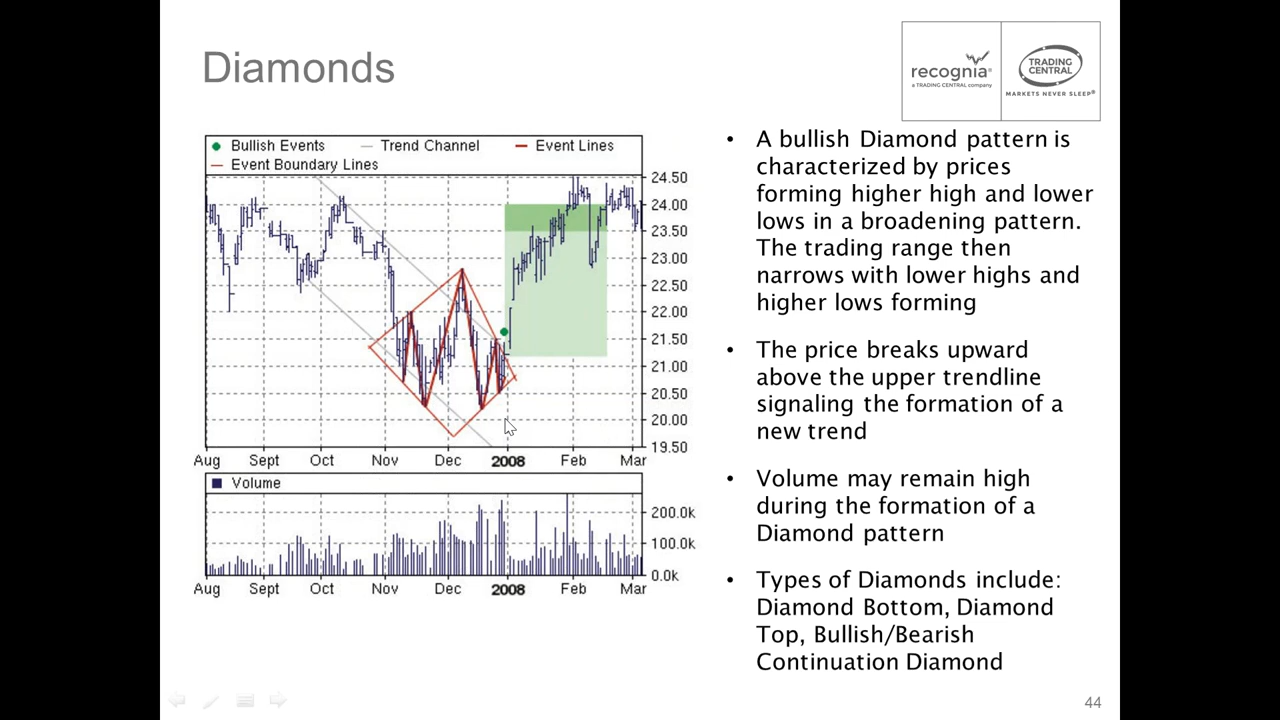 Diamonds
recognia®
a TRADING CENTRAL company
TRADING
CENTRAL
MARKETS NEVER SLEEP®
Bullish Events
Trend Channel
Event Lines
Event Boundary Lines
24.50
24.00
23.50
23.00
22.50
22.00
21.50
21.00
20.50
20.00
19.50
Aug Sept Oct Nov Dec 2008 Feb Mar
Volume
200.0k
100.0k
0.0k
Aug Sept Oct Nov Dec 2008 Feb Mar
• A bullish Diamond pattern is
characterized by prices
forming higher high and lower
lows in a broadening pattern.
The trading range then
narrows with lower highs and
higher lows forming
• The price breaks upward
above the upper trendline
signaling the formation of a
new trend
• Volume may remain high
during the formation of a
Diamond pattern
• Types of Diamonds include:
Diamond Bottom, Diamond
Top, Bullish/Bearish
Continuation Diamond
44